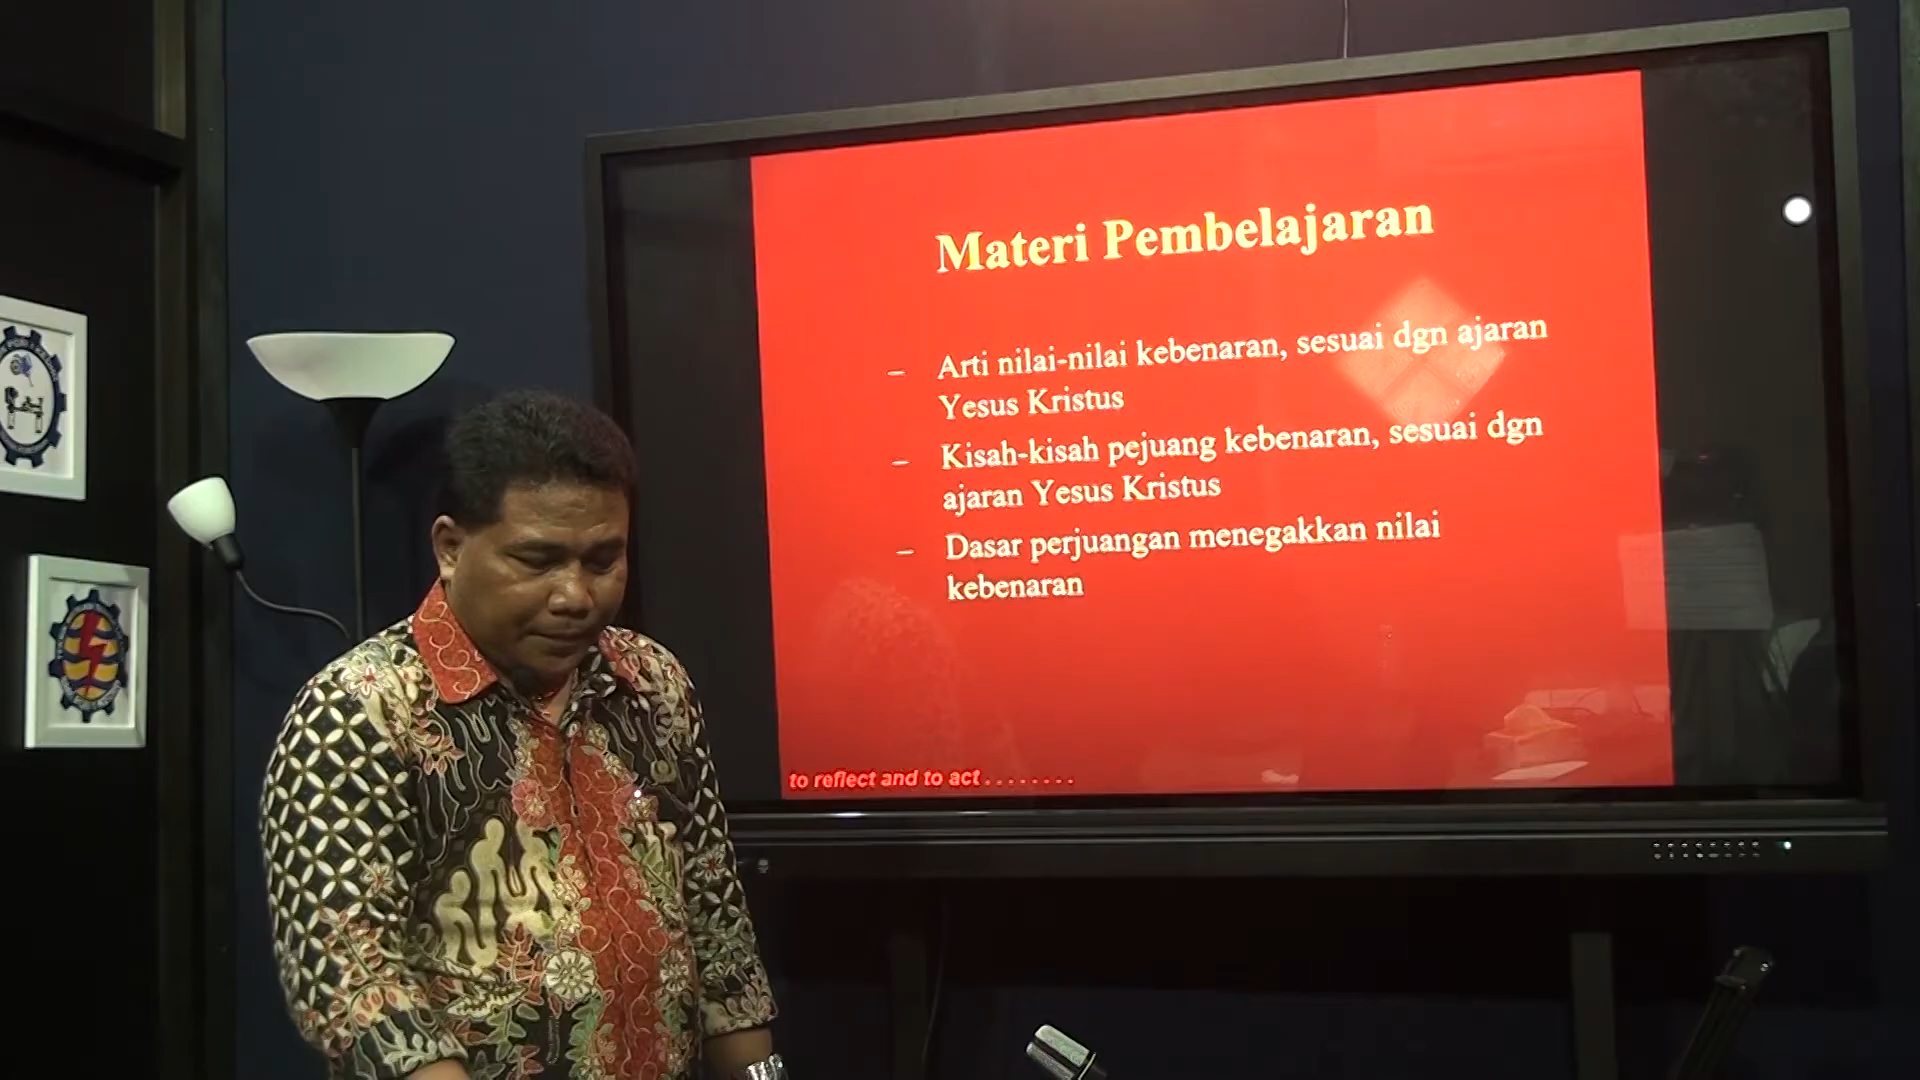 Materi Pembelajaran
– Arti nilai-nilai kebenaran, sesuai dgn ajaran
Yesus Kristus
– Kisah-kisah pejuang kebenaran, sesuai dgn
ajaran Yesus Kristus
– Dasar perjuangan menegakkan nilai
kebenaran
to reflect and to act . . . . . . . .